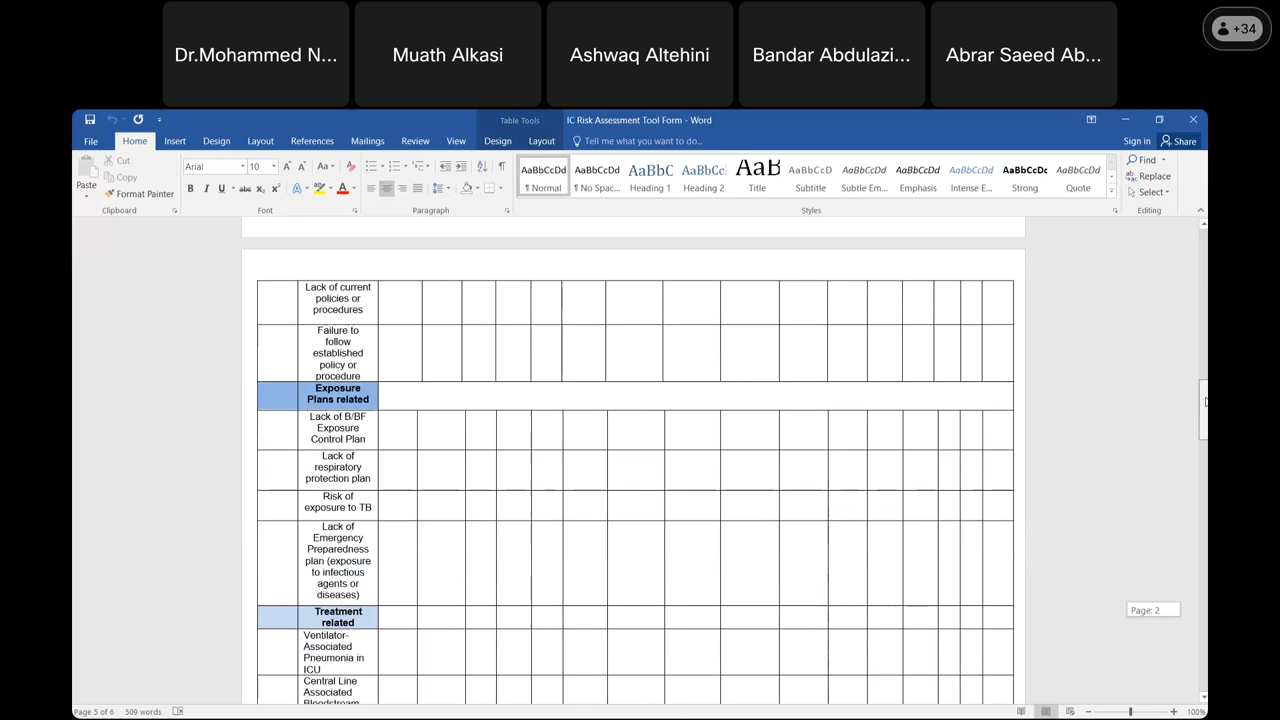 Dr.Mohammed N...
Muath Alkasi
Ashwaq Altehini
Bandar Abdulazi...
Abrar Saeed Ab...
+34
Table Tools
IC Risk Assessment Tool Form - Word
File
Home
Insert
Design
Layout
References
Mailings
Review
View
Design
Layout
Tell me what you want to do...
Sign in
Share
Paste
Cut
Copy
Format Painter
Clipboard
Arial
10
Font
Paragraph
AaBbCcDd
¶ Normal
AaBbCcDd
¶ No Spac...
AaBbC
Heading 1
AaBbCcD
Heading 2
AaB
Title
AaBbCcD
Subtitle
AaBbCcDd
Subtle Em...
AaBbCcDd
Emphasis
AaBbCcDd
Intense E...
AaBbCcDc
Strong
AaBbCcDd
Quote
Styles
Find
Replace
Select
Editing
Lack of current
policies or
procedures
Failure to
follow
established
policy or
procedure
Exposure
Plans related
Lack of B/BF
Exposure
Control Plan
Lack of
respiratory
protection plan
Risk of
exposure to TB
Lack of
Emergency
Preparedness
plan (exposure
to infectious
agents or
diseases)
Treatment
related
Ventilator-
Associated
Pneumonia in
ICU
Central Line
Associated
Bloodstream
Page: 2
Page 5 of 6
509 words
100%